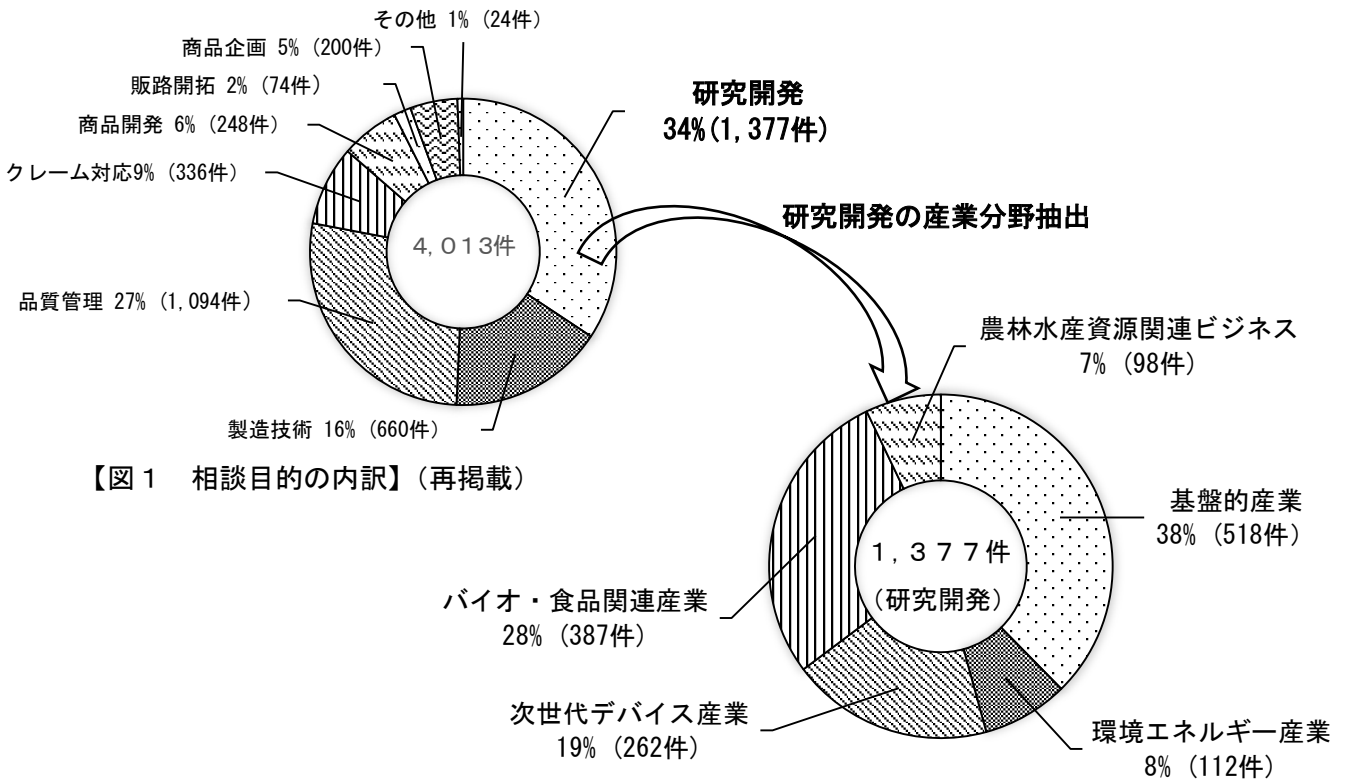 その他 1%（24件）
商品企画 5%（200件）
販路開拓 2%（74件）
商品開発 6%（248件）
クレーム対応9%（336件）
品質管理 27%（1,094件）
製造技術 16%（660件）
研究開発
34%(1,377件)
4,013件
【図１　相談目的の内訳】（再掲載）
研究開発の産業分野抽出
農林水産資源関連ビジネス
7%（98件）
基盤的産業
38%（518件）
バイオ・食品関連産業
28%（387件）
１,３７７件
（研究開発）
次世代デバイス産業
19%（262件）
環境エネルギー産業
8%（112件）